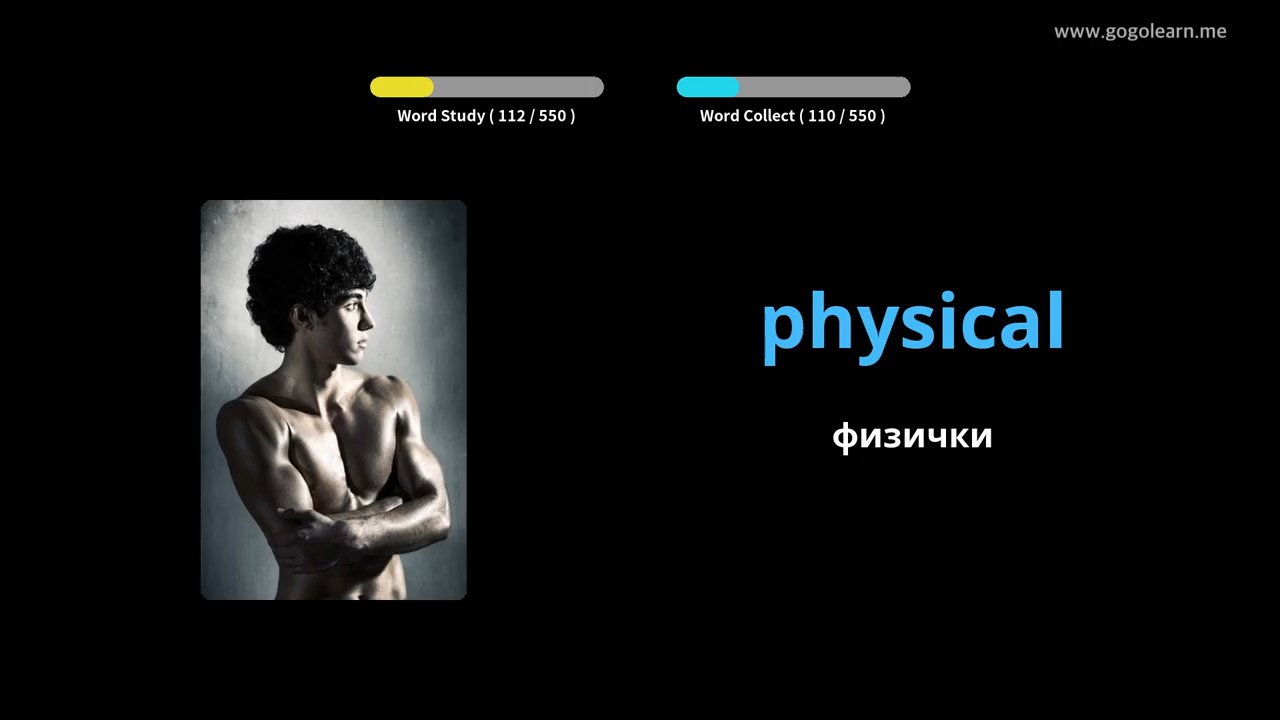 www.gogolearn.me
Word Study ( 112 / 550 )
Word Collect ( 110 / 550 )
physical
физички